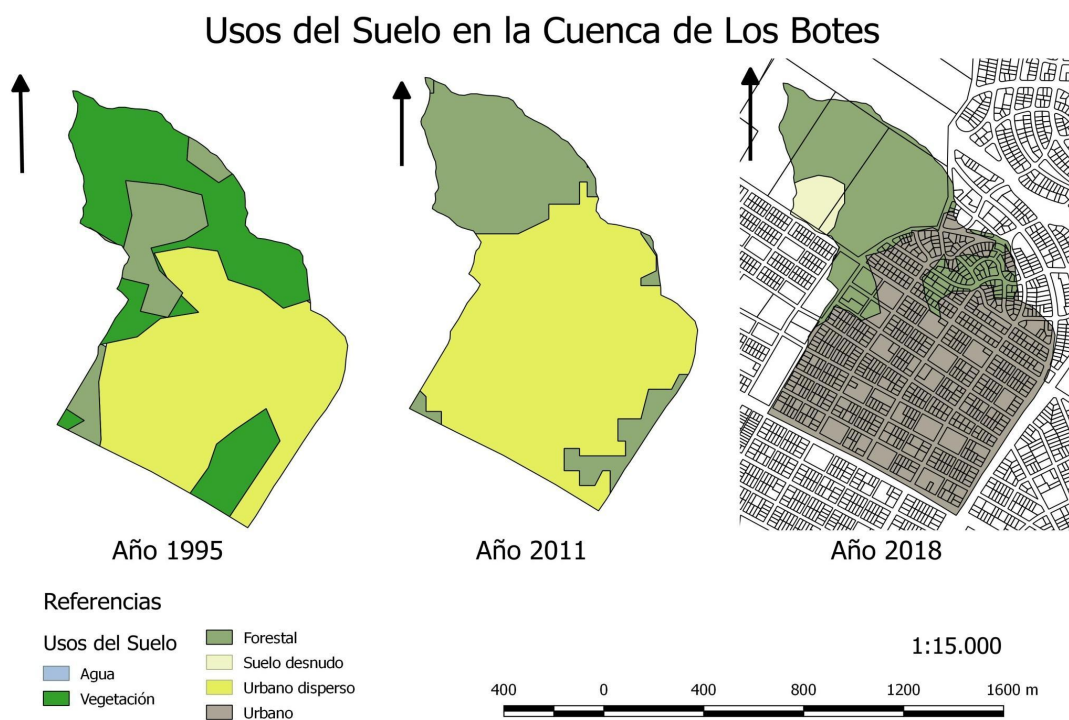 Usos del Suelo en la Cuenca de Los Botes
Año 1995
Año 2011
Año 2018
Referencias
Usos del Suelo
Agua
Vegetación
Forestal
Suelo desnudo
Urbano disperso
Urbano
1:15.000
400 0 400 800 1200 1600 m